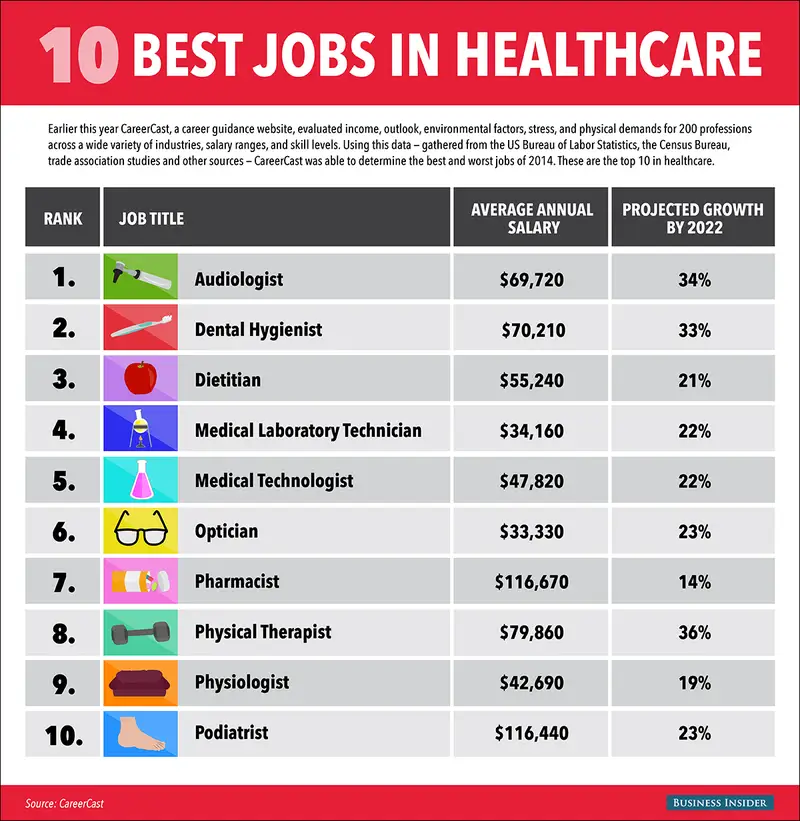 10 BEST JOBS IN HEALTHCARE
Earlier this year CareerCast, a career guidance website, evaluated income, outlook, environmental factors, stress, and physical demands for 200 professions
across a wide variety of industries, salary ranges, and skill levels. Using this data – gathered from the US Bureau of Labor Statistics, the Census Bureau,
trade association studies and other sources – CareerCast was able to determine the best and worst jobs of 2014. These are the top 10 in healthcare.
RANK JOB TITLE AVERAGE ANNUAL SALARY PROJECTED GROWTH BY 2022
1. Audiologist $69,720 34%
2. Dental Hygienist $70,210 33%
3. Dietitian $55,240 21%
4. Medical Laboratory Technician $34,160 22%
5. Medical Technologist $47,820 22%
6. Optician $33,330 23%
7. Pharmacist $116,670 14%
8. Physical Therapist $79,860 36%
9. Physiologist $42,690 19%
10. Podiatrist $116,440 23%
Source: CareerCast BUSINESS INSIDER